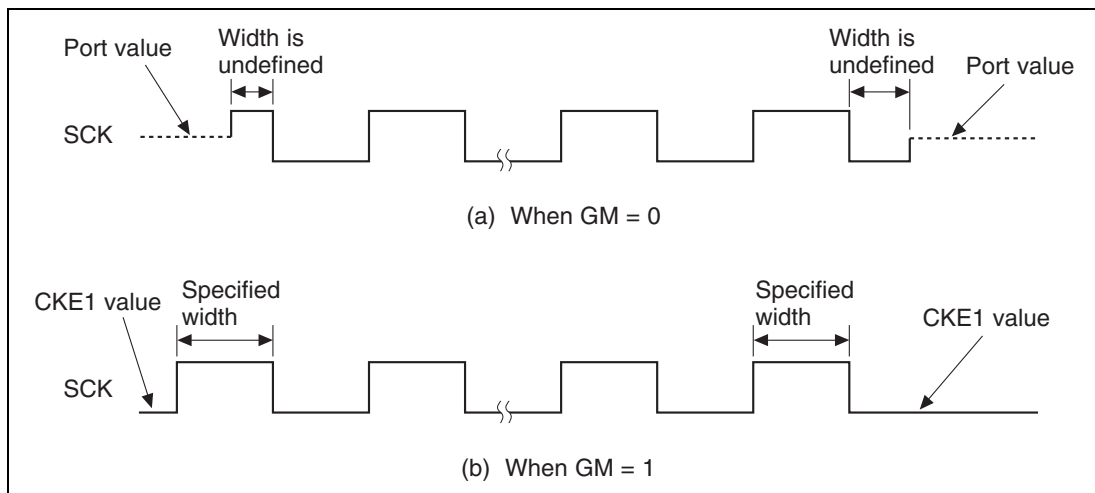 Port value
Width is
undefined
Width is
undefined
Port value
SCK
(a) When GM = 0
CKE1 value
Specified
width
Specified
width
CKE1 value
SCK
(b) When GM = 1